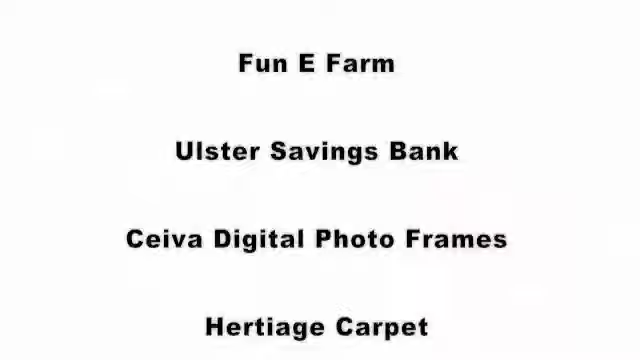 Fun E Farm
Ulster Savings Bank
Ceiva Digital Photo Frames
Hertiage Carpet